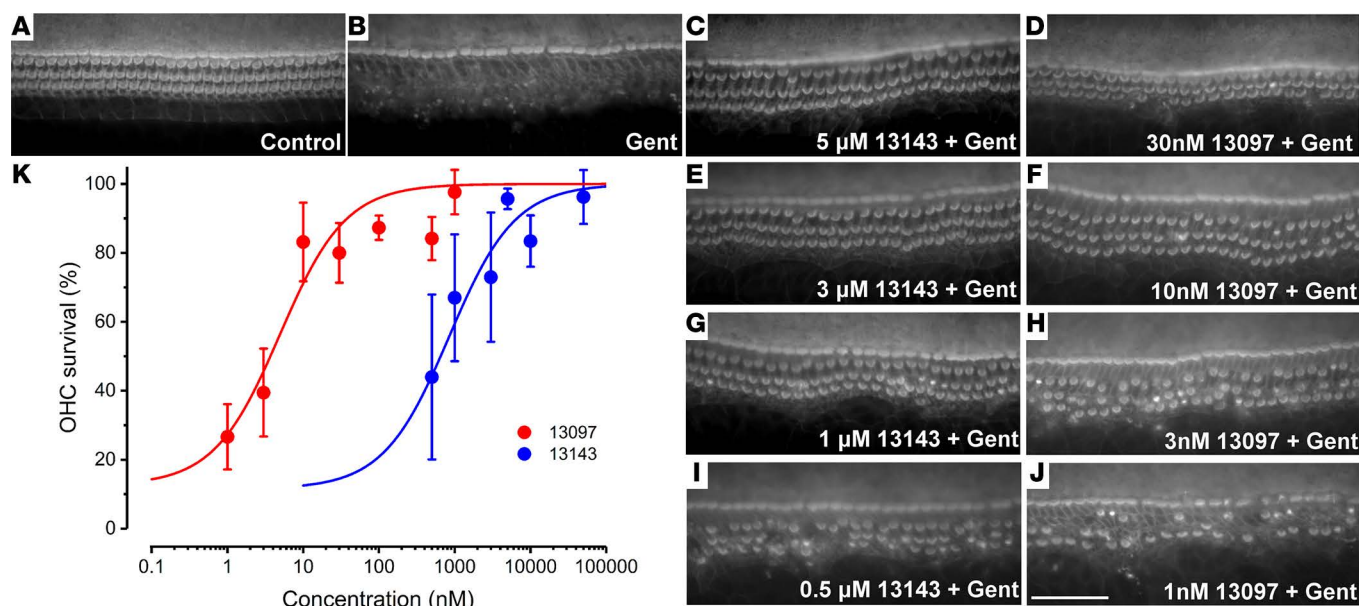 A
Control
B
Gent
C
5 µM 13143 + Gent
D
30nM 13097 + Gent
E
3 µM 13143 + Gent
F
10nM 13097 + Gent
G
1 µM 13143 + Gent
H
3nM 13097 + Gent
I
0.5 µM 13143 + Gent
J
1nM 13097 + Gent
K
OHC survival (%)
100
80
60
40
20
0
13097
13143
0.1 1 10 100 1000 10000 100000
Concentration (nM)